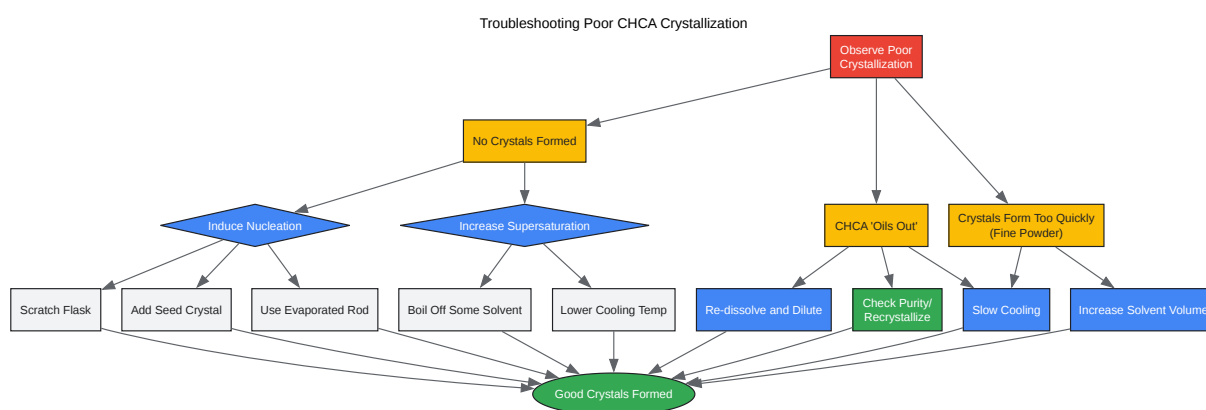 Troubleshooting Poor CHCA Crystallization
Observe Poor
Crystallization
No Crystals Formed
Induce Nucleation
Increase Supersaturation
CHCA 'Oils Out'
Crystals Form Too Quickly
(Fine Powder)
Scratch Flask
Add Seed Crystal
Use Evaporated Rod
Boil Off Some Solvent
Lower Cooling Temp
Re-dissolve and Dilute
Check Purity/
Recrystallize
Slow Cooling
Increase Solvent Volume
Good Crystals Formed